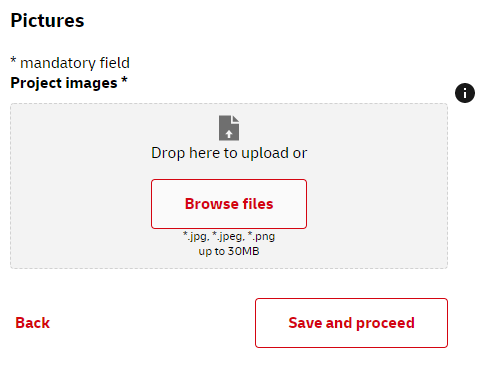 Pictures
* mandatory field
Project images *
Drop here to upload or
Browse files
*.jpg, *.jpeg, *.png
up to 30MB
Back
Save and proceed